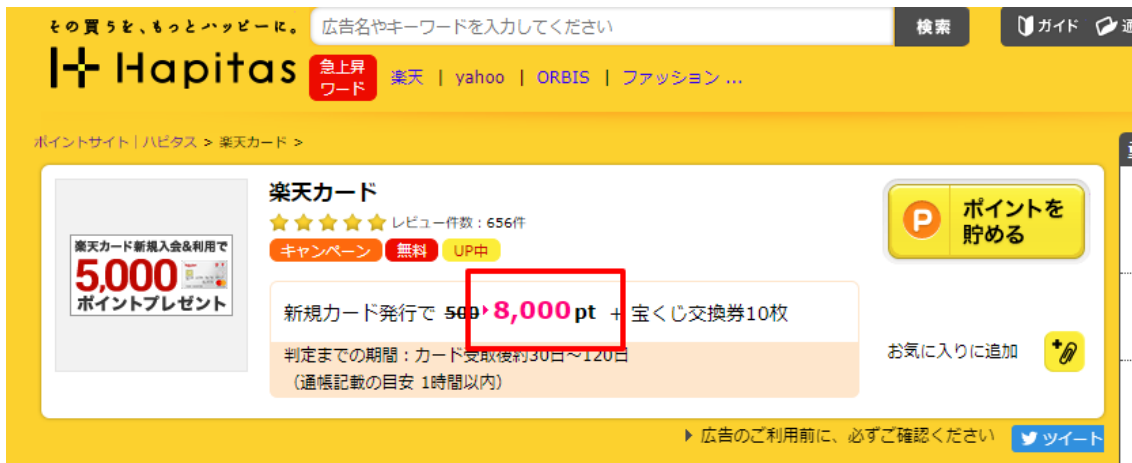 その買うを、もっとハッピーに。
広告名やキーワードを入力してください
検索
ガイド
通
Hapitas
急上昇
ワード
楽天 | yahoo | ORBIS | ファッション ...
ポイントサイト｜ハピタス > 楽天カード >
楽天カード
レビュー件数：656件
キャンペーン 無料 UP中
楽天カード新規入会&利用で
5,000
ポイントプレゼント
新規カード発行で 500 8,000 pt + 宝くじ交換券10枚
判定までの期間：カード受取後約30日～120日
（通帳記載の目安 1時間以内）
P ポイントを
貯める
お気に入りに追加
広告のご利用前に、必ずご確認ください
ツイート